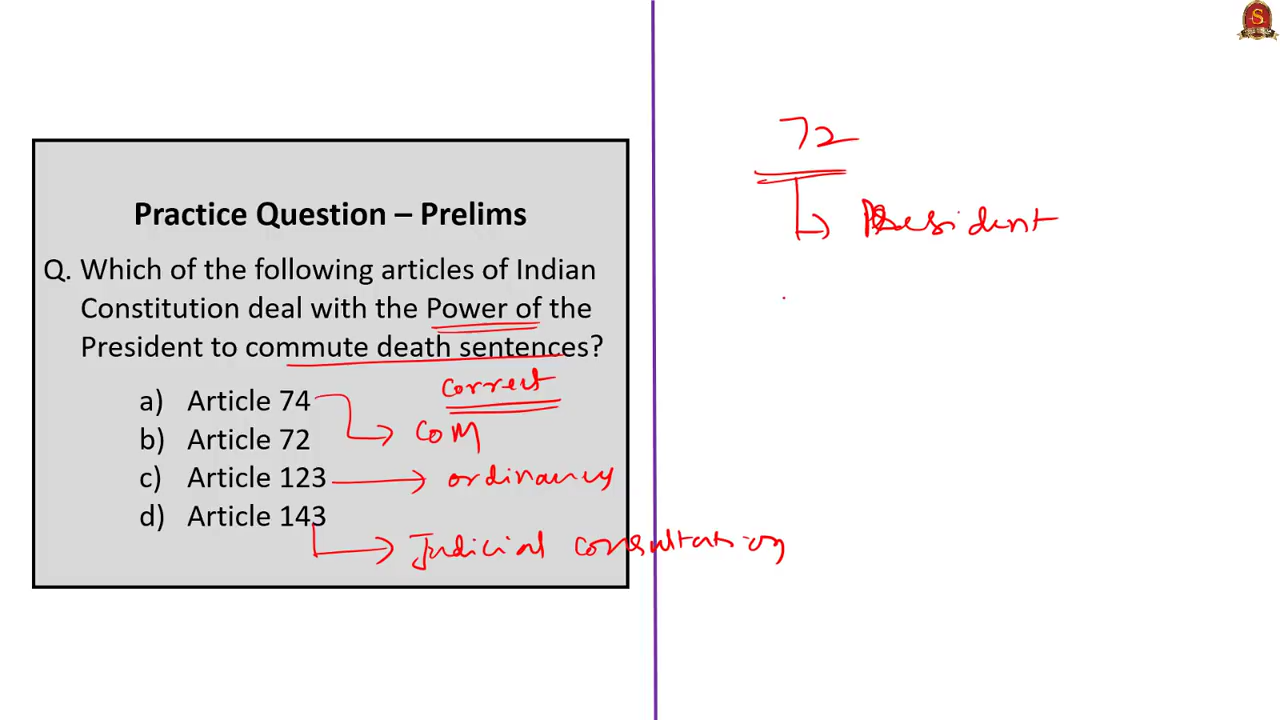 Practice Question – Prelims
Q. Which of the following articles of Indian
Constitution deal with the Power of the
President to commute death sentences?
correct
a) Article 74
COM
b) Article 72
c) Article 123 ordinances
d) Article 143
Judicial consultation
72
President
S